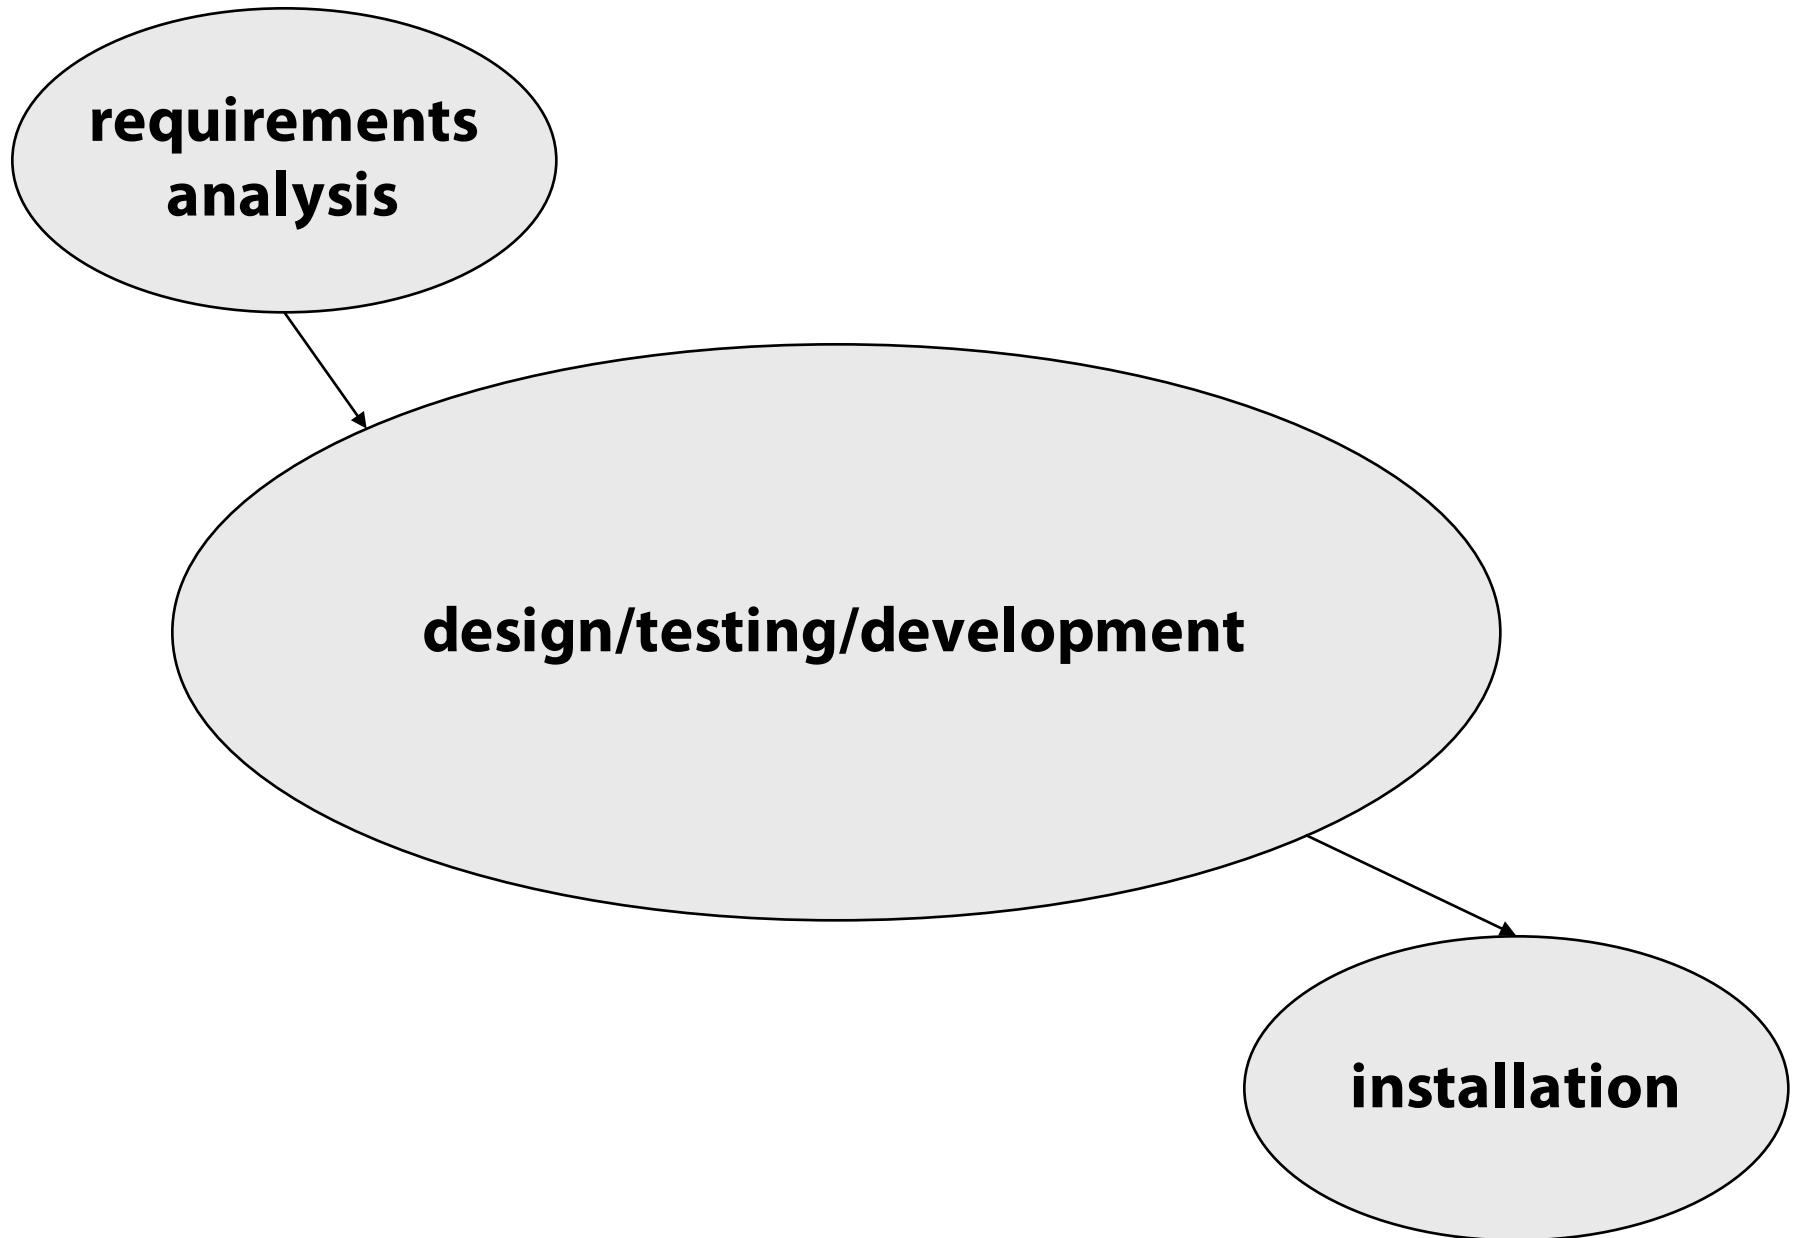 requirements
analysis
design/testing/development
installation